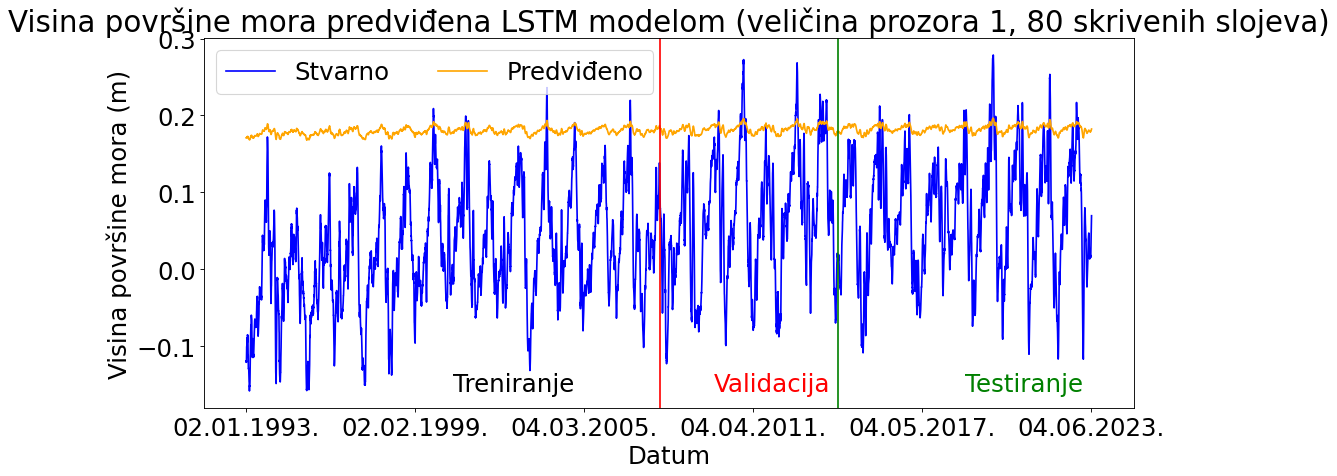 Visina površine mora predviđena LSTM modelom (veličina prozora 1, 80 skrivenih slojeva)
Stvarno Predviđeno
Visina površine mora (m)
0.3
0.2
0.1
0.0
−0.1
Treniranje Validacija Testiranje
02.01.1993. 02.02.1999. 04.03.2005. 04.04.2011. 04.05.2017. 04.06.2023.
Datum